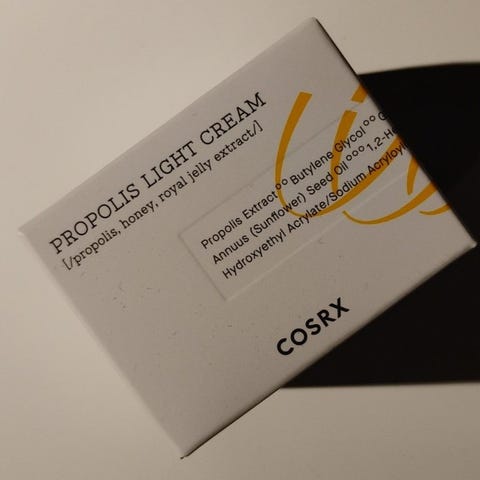 PROPOLIS LIGHT CREAM
[/propolis, honey, royal jelly extract/]
Propolis Extract°° Butylene Glycol°° G
Annuus (Sunflower) Seed Oil°°° 1,2-H
Hydroxyethyl Acrylate/Sodium Acryloyl
COSRX